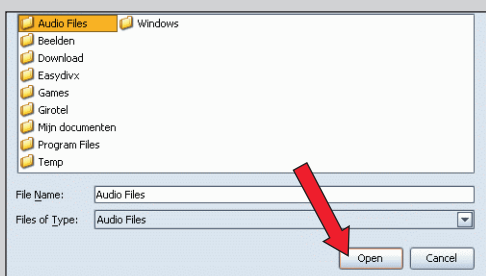 Audio Files Windows
Beelden
Download
Easydivx
Games
Girotel
Mijn documenten
Program Files
Temp
File Name: Audio Files
Files of Type: Audio Files
Open Cancel